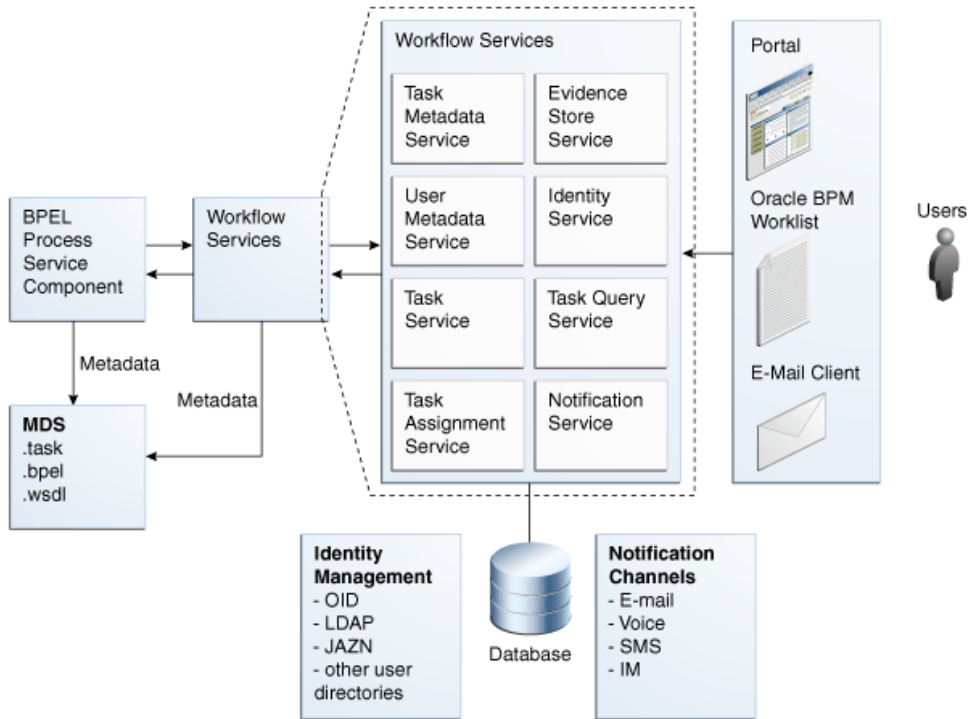 BPEL
Process
Service
Component
Workflow
Services
Metadata
Metadata
MDS
.task
.bpel
.wsdl
Workflow Services
Task
Metadata
Service
Evidence
Store
Service
User
Metadata
Service
Identity
Service
Task
Service
Task Query
Service
Task
Assignment
Service
Notification
Service
Portal
Oracle BPM
Worklist
E-Mail Client
Users
Identity
Management
- OID
- LDAP
- JAZN
- other user
directories
Database
Notification
Channels
- E-mail
- Voice
- SMS
- IM